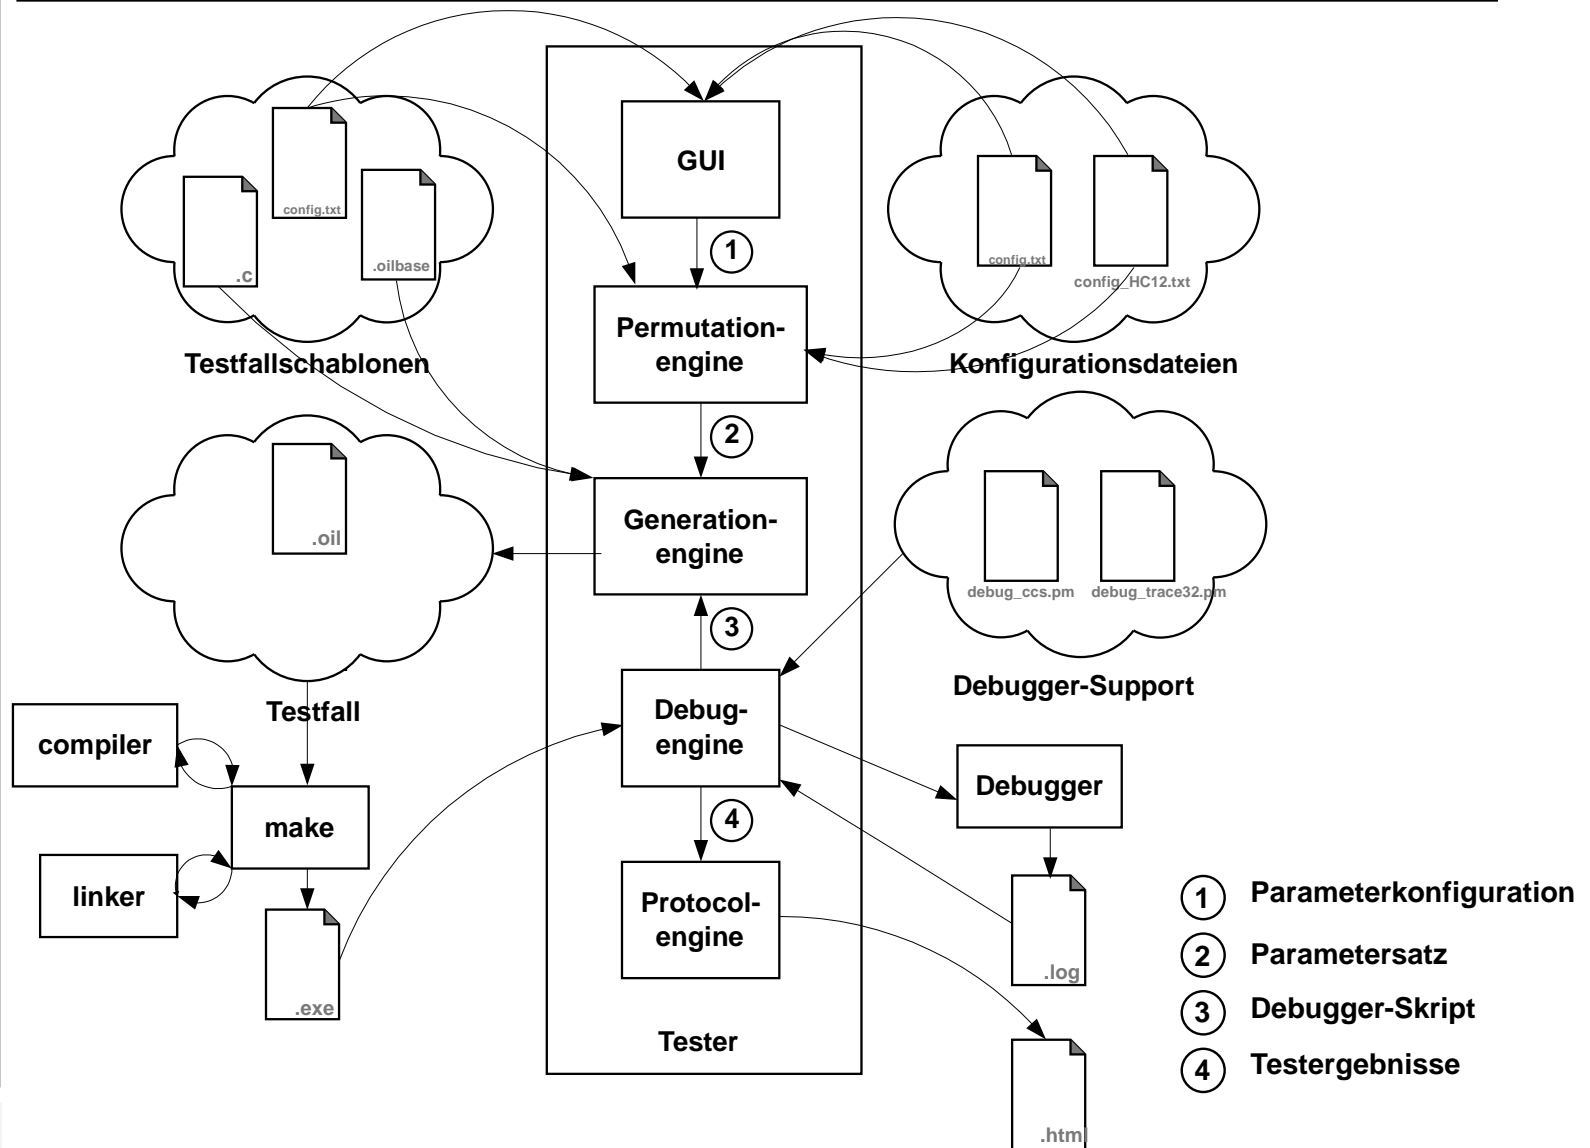 GUI
config.txt
.c
.oilbase
config.txt
config_HC12.txt
1
Permutation-
engine
Testfallschablonen
Konfigurationsdateien
2
Generation-
engine
.oil
debug_ccs.pm
debug_trace32.pm
3
Debugger-Support
Testfall
Debug-
engine
compiler
Debugger
make
4
linker
Protocol-
engine
.exe
.log
Tester
.html
1 Parameterkonfiguration
2 Parametersatz
3 Debugger-Skript
4 Testergebnisse